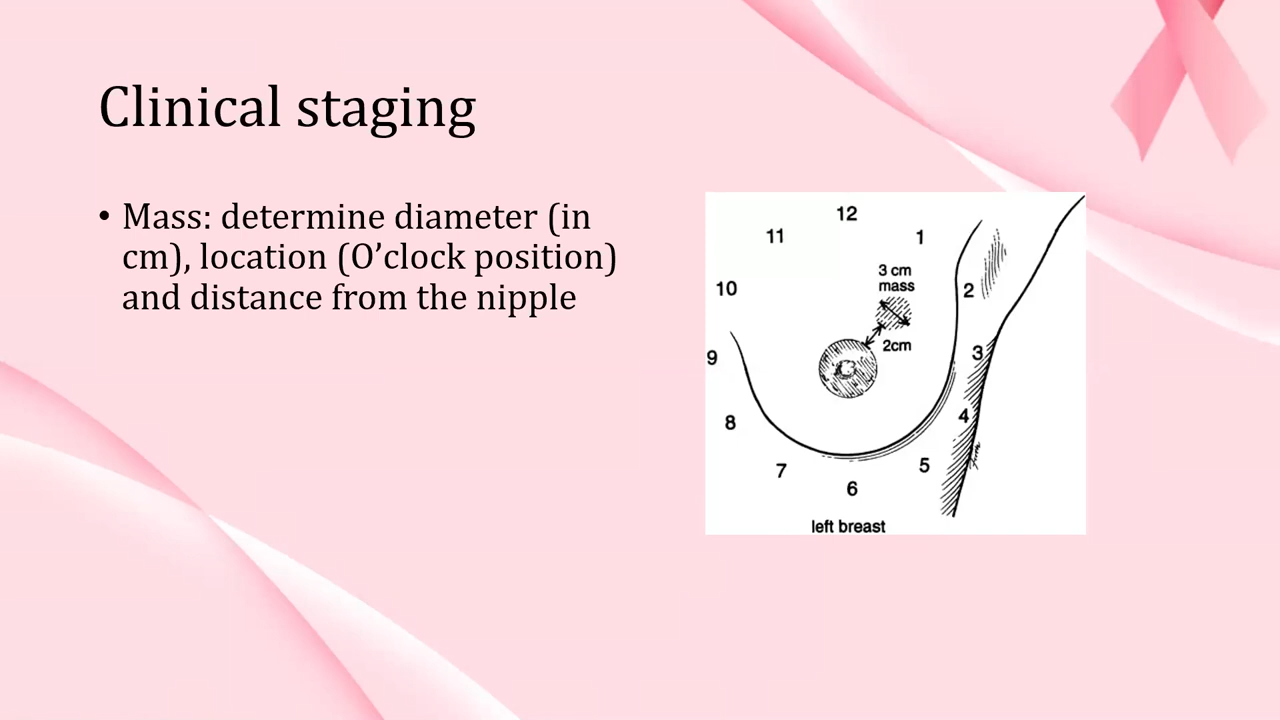 Clinical staging
• Mass: determine diameter (in
cm), location (O’clock position)
and distance from the nipple
12
11
1
3 cm
mass
10
2
2cm
9
3
8
4
7
5
6
left breast